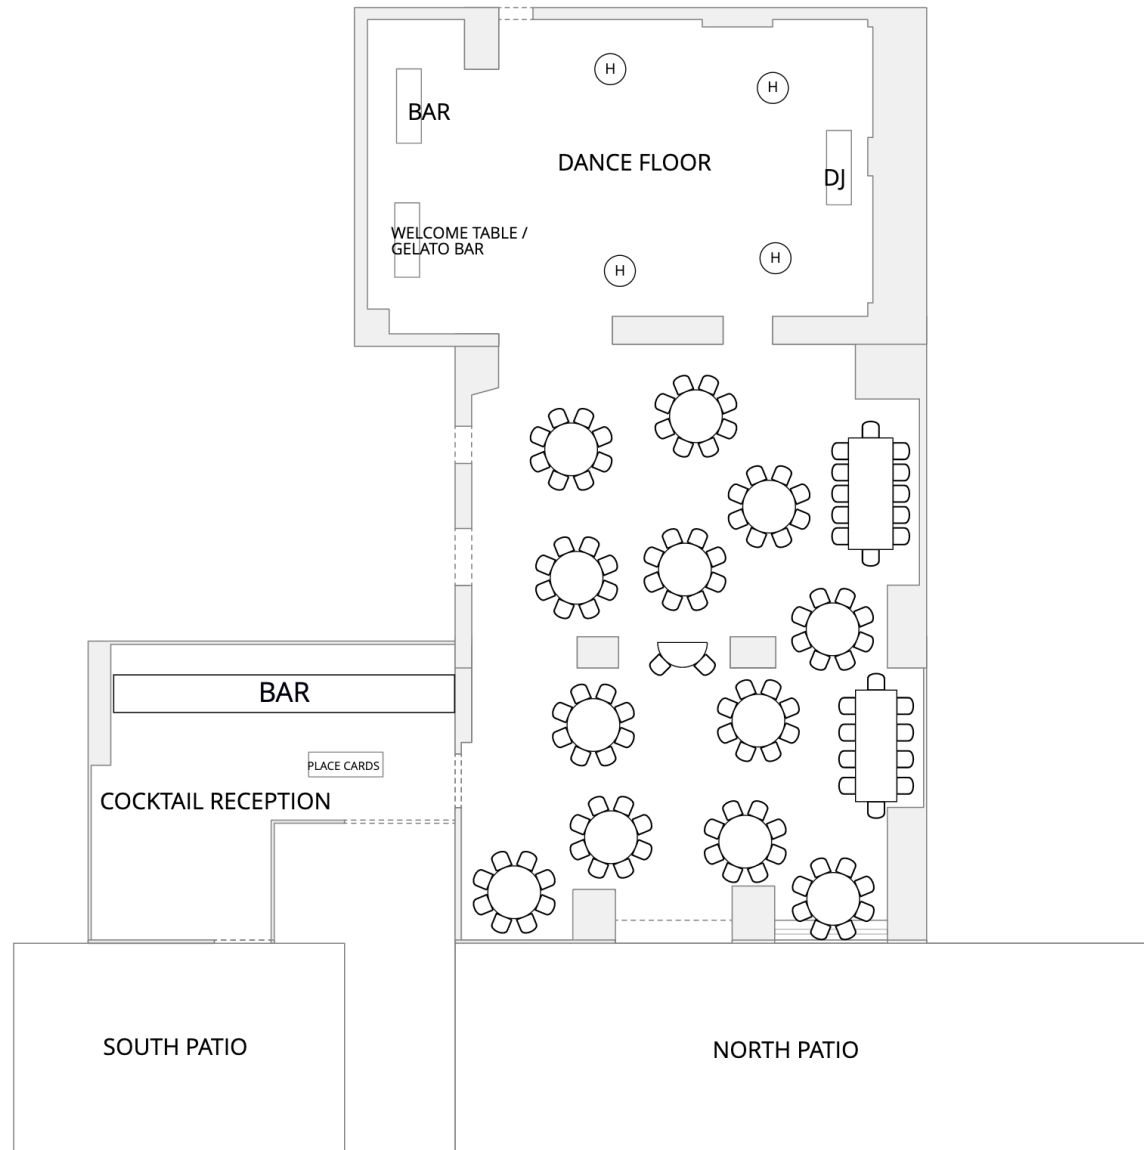 H
H
BAR
DANCE FLOOR
DJ
WELCOME TABLE /
GELATO BAR
H
H
BAR
PLACE CARDS
COCKTAIL RECEPTION
SOUTH PATIO
NORTH PATIO